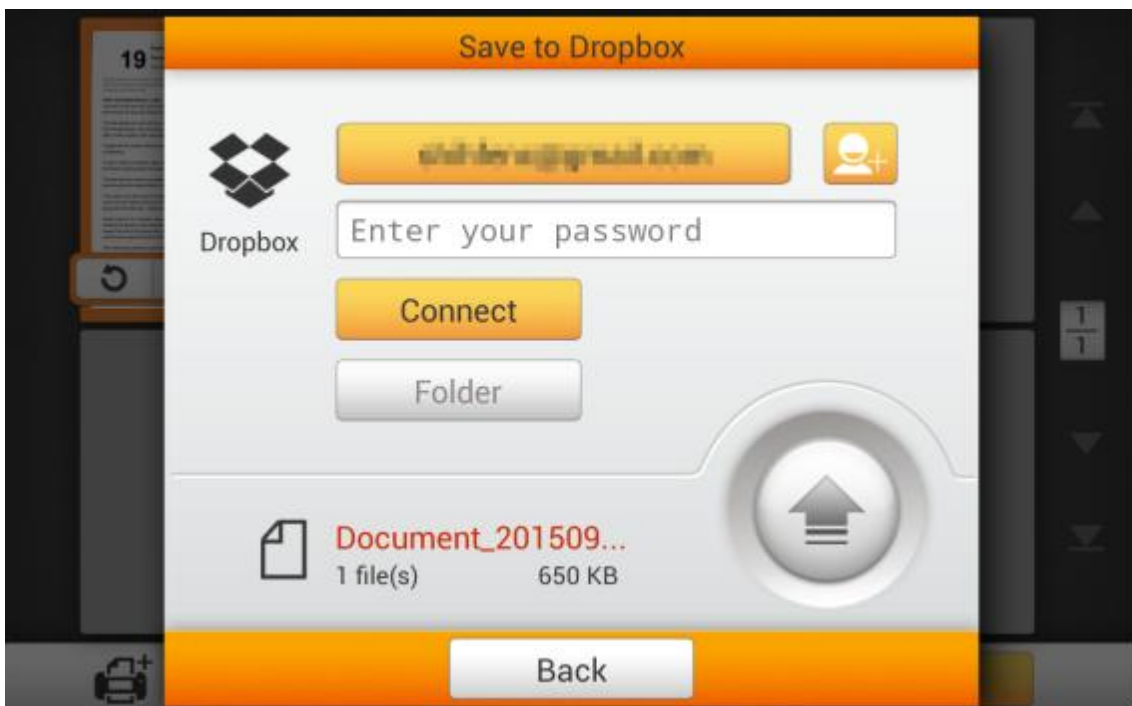 Save to Dropbox
19
Dropbox
Enter your password
Connect
Folder
1
1
Document_201509...
1 file(s) 650 KB
Back